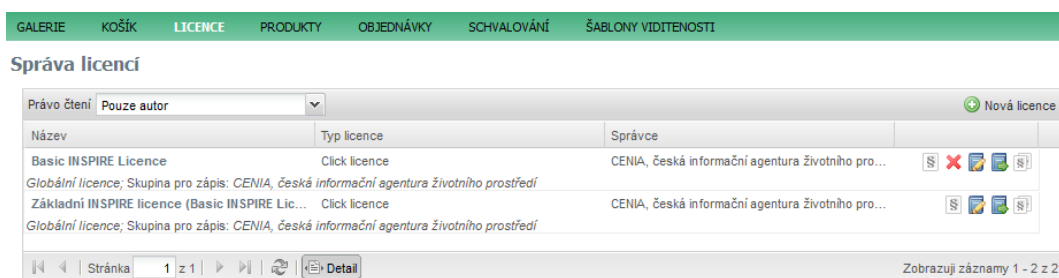 GALERIE KOŠÍK LICENCE PRODUKTY OBJEDNÁVKY SCHVALOVÁNÍ ŠABLONY VIDITENOSTI
Správa licencí
Právo čtení Pouze autor Nová licence
Název Typ licence Správce
Basic INSPIRE Licence Click licence CENIA, česká informační agentura životního pro...
Globální licence; Skupina pro zápis: CENIA, česká informační agentura životního prostředí
Základní INSPIRE licence (Basic INSPIRE Lic... Click licence CENIA, česká informační agentura životního pro...
Globální licence; Skupina pro zápis: CENIA, česká informační agentura životního prostředí
Stránka 1 z 1 Detail Zobrazuji záznamy 1 - 2 z 2